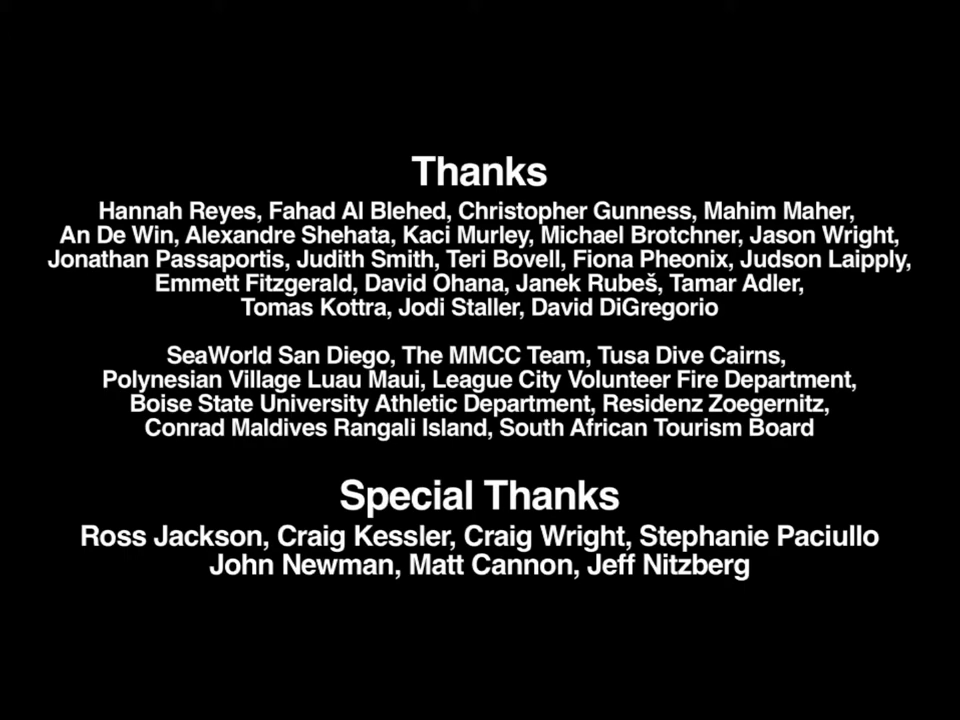 Thanks
Hannah Reyes, Fahad Al Blehed, Christopher Gunness, Mahim Maher,
An De Win, Alexandre Shehata, Kaci Murley, Michael Brotchner, Jason Wright,
Jonathan Passaportis, Judith Smith, Teri Bovell, Fiona Pheonix, Judson Laipply,
Emmett Fitzgerald, David Ohana, Janek Rubeš, Tamar Adler,
Tomas Kottra, Jodi Staller, David DiGregorio
SeaWorld San Diego, The MMCC Team, Tusa Dive Cairns,
Polynesian Village Luau Maui, League City Volunteer Fire Department,
Boise State University Athletic Department, Residenz Zoegernitz,
Conrad Maldives Rangali Island, South African Tourism Board
Special Thanks
Ross Jackson, Craig Kessler, Craig Wright, Stephanie Paciullo
John Newman, Matt Cannon, Jeff Nitzberg